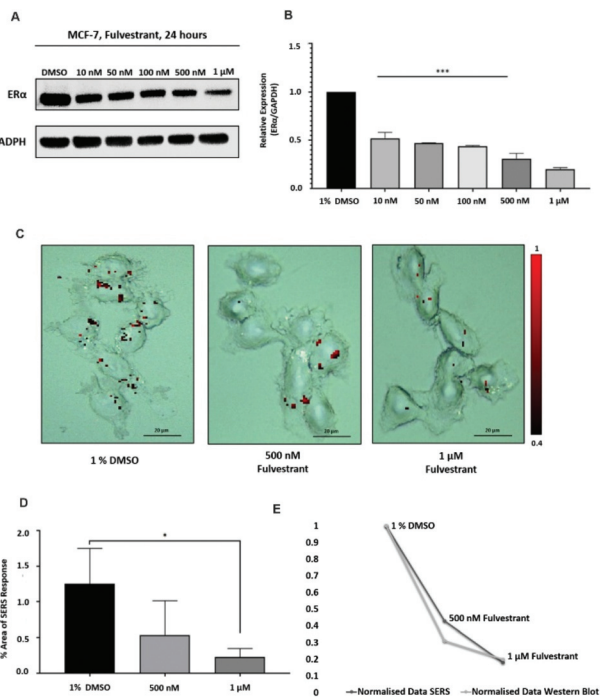 A
MCF-7, Fulvestrant, 24 hours
DMSO 10 nM 50 nM 100 nM 500 nM 1 µM
ERα
ADPH
B
Relative Expression
(ERα/GAPDH)
1.5
1.0
0.5
0.0
***
1% DMSO 10 nM 50 nM 100 nM 500 nM 1 µM
C
20 µm
20 µm
20 µm
1
0.4
1 % DMSO
500 nM
Fulvestrant
1 µM
Fulvestrant
D
% Area of SERS Response
2.0
1.5
1.0
0.5
0.0
*
1% DMSO 500 nM 1 µM
E
1
0.9
0.8
0.7
0.6
0.5
0.4
0.3
0.2
0.1
0
1 % DMSO
500 nM Fulvestrant
1 µM Fulvestrant
Normalised Data SERS Normalised Data Western Blot